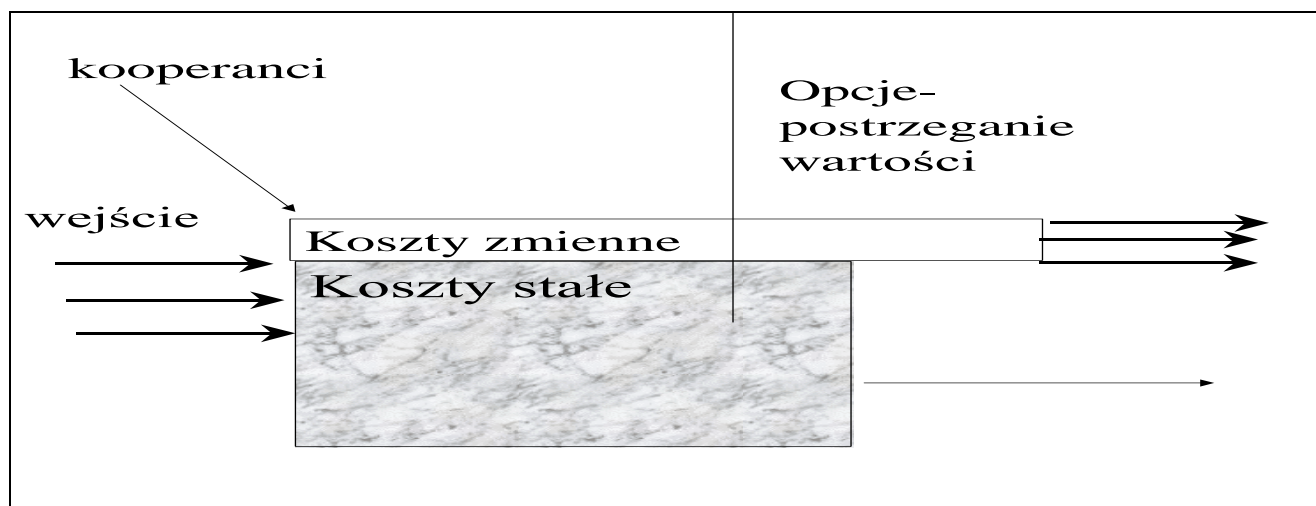 kooperanci
Opcje-
postrzeganie
wartości
wejście
Koszty zmienne
Koszty stałe